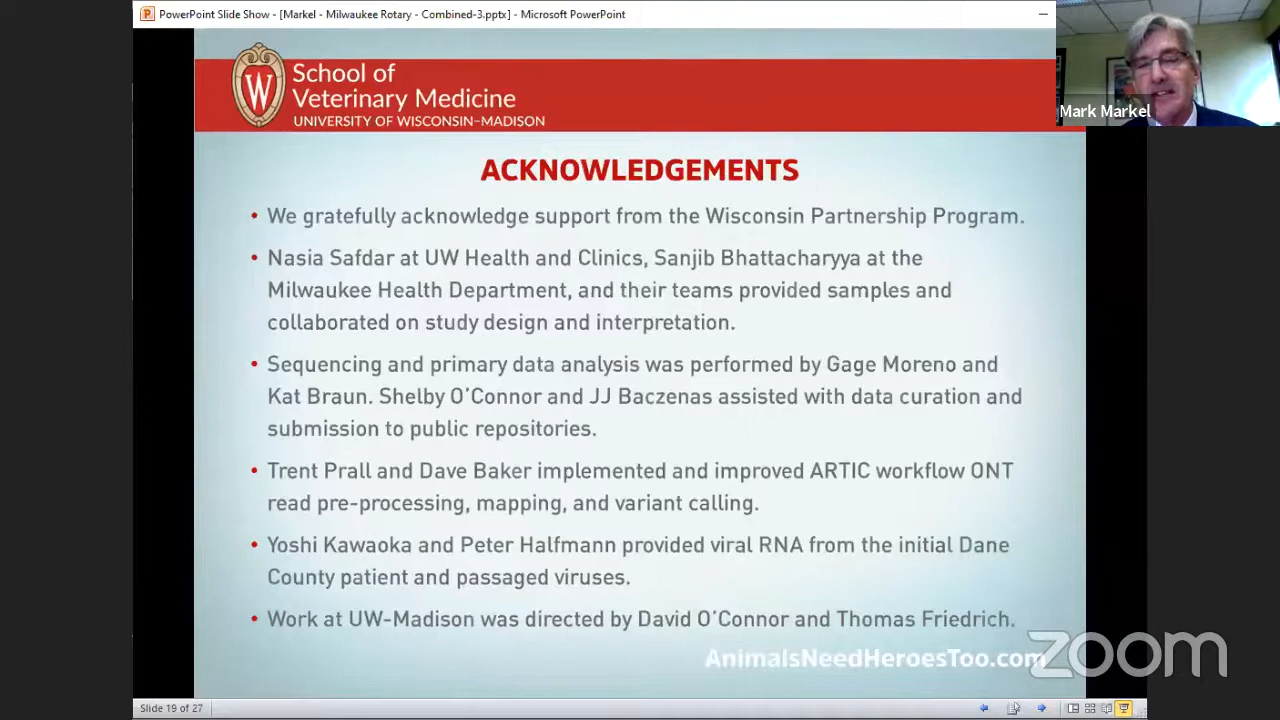 PowerPoint Slide Show - [Markel - Milwaukee Rotary - Combined-3.pptx] - Microsoft PowerPoint
W
School of
Veterinary Medicine
UNIVERSITY OF WISCONSIN–MADISON
Mark Markel
ACKNOWLEDGEMENTS
• We gratefully acknowledge support from the Wisconsin Partnership Program.
• Nasia Safdar at UW Health and Clinics, Sanjib Bhattacharyya at the
Milwaukee Health Department, and their teams provided samples and
collaborated on study design and interpretation.
• Sequencing and primary data analysis was performed by Gage Moreno and
Kat Braun. Shelby O’Connor and JJ Baczenas assisted with data curation and
submission to public repositories.
• Trent Prall and Dave Baker implemented and improved ARTIC workflow ONT
read pre-processing, mapping, and variant calling.
• Yoshi Kawaoka and Peter Halfmann provided viral RNA from the initial Dane
County patient and passaged viruses.
• Work at UW-Madison was directed by David O’Connor and Thomas Friedrich.
AnimalsNeedHeroesToo.com
zoom
Slide 19 of 27